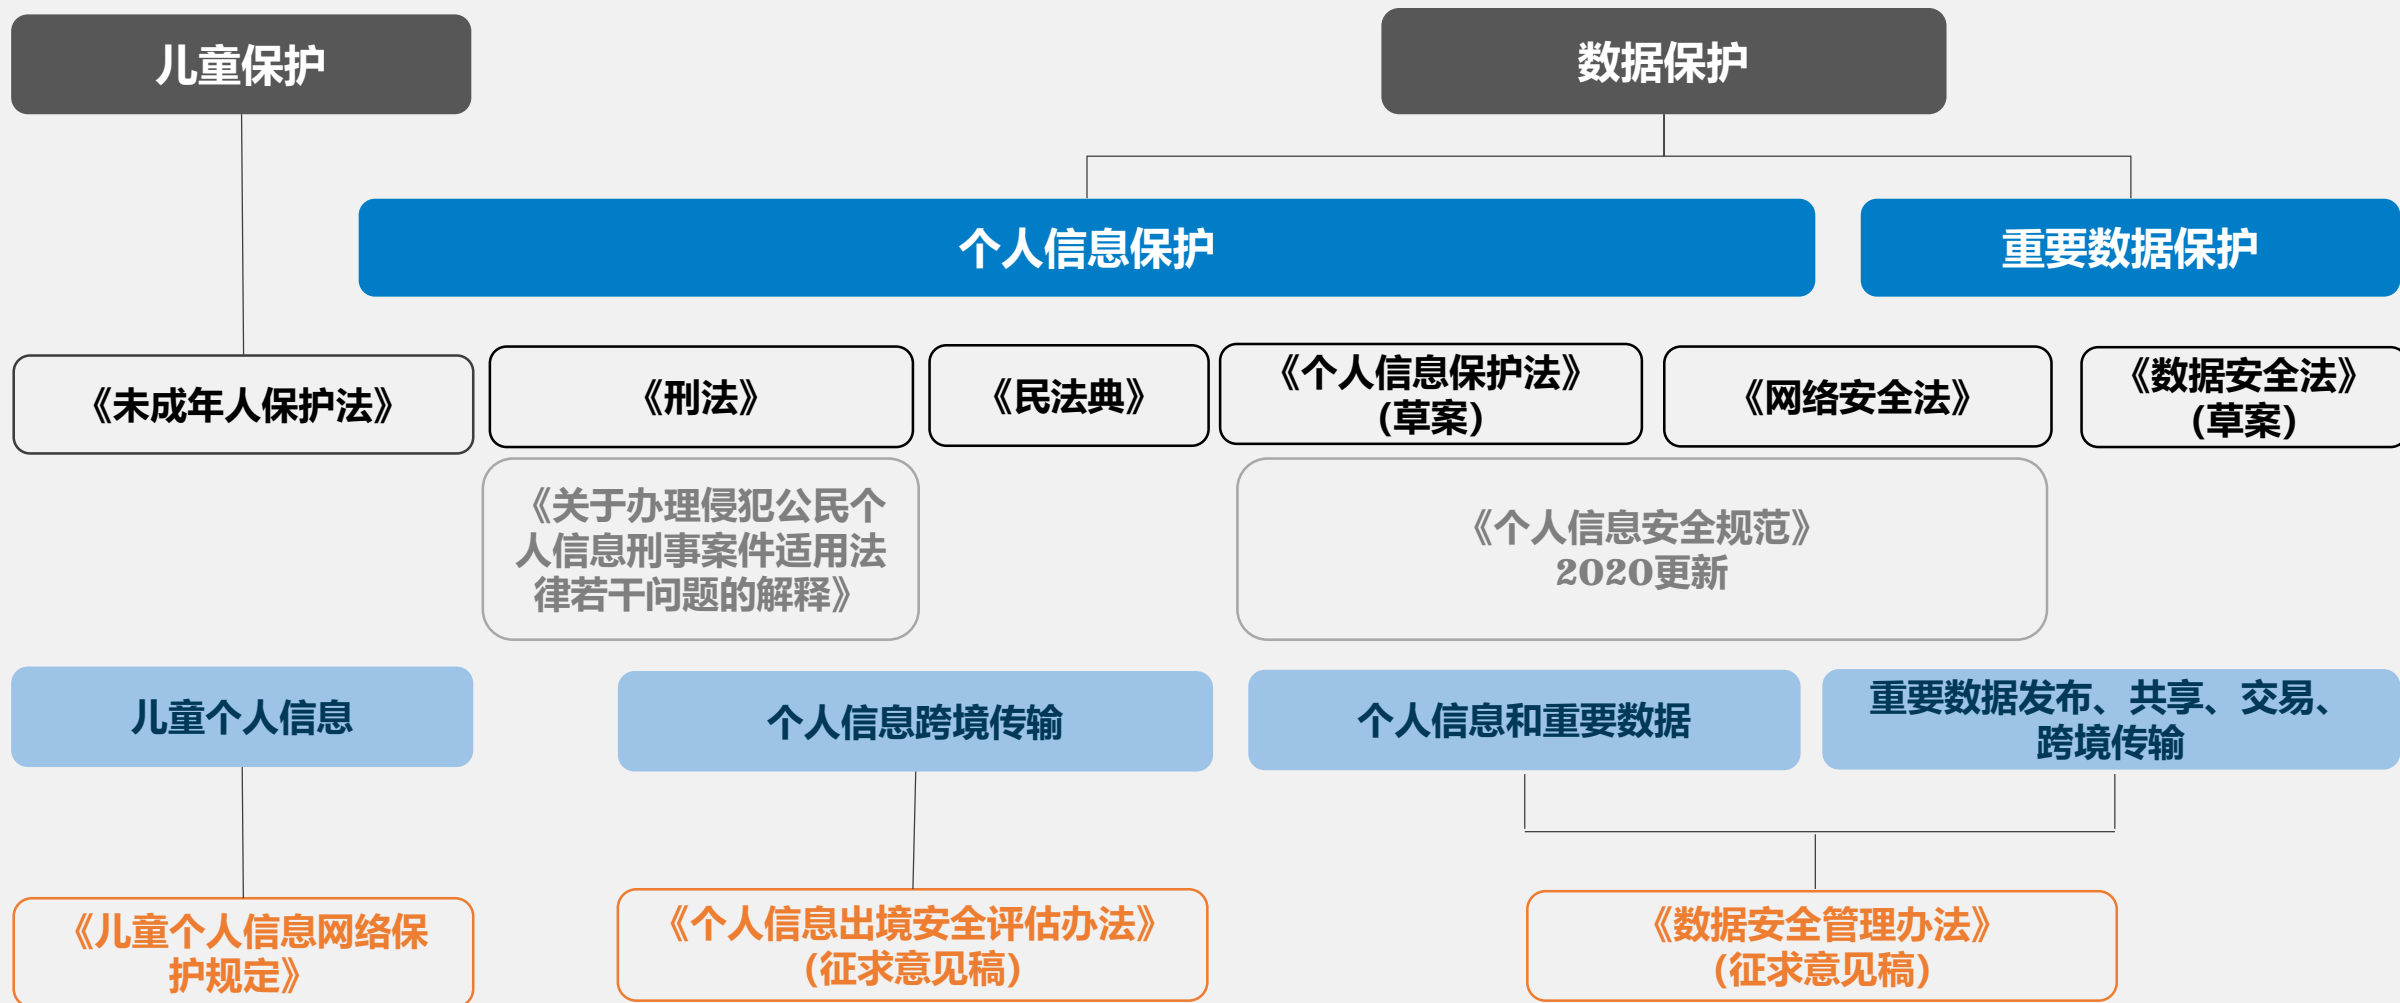 儿童保护
数据保护
个人信息保护
重要数据保护
《未成年人保护法》
《刑法》
《民法典》
《个人信息保护法》
(草案)
《网络安全法》
《数据安全法》
(草案)
《关于办理侵犯公民个
人信息刑事案件适用法
律若干问题的解释》
《个人信息安全规范》
2020更新
儿童个人信息
个人信息跨境传输
个人信息和重要数据
重要数据发布、共享、交易、
跨境传输
《儿童个人信息网络保
护规定》
《个人信息出境安全评估办法》
(征求意见稿)
《数据安全管理办法》
(征求意见稿)